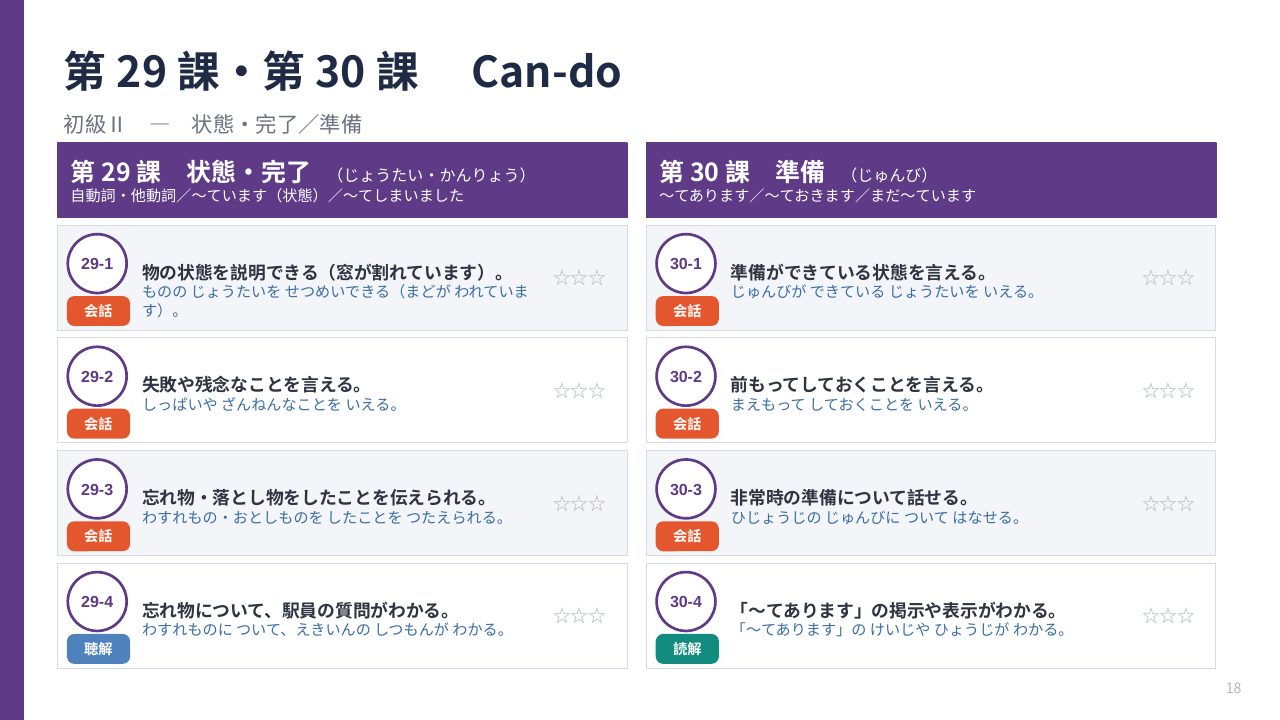 第 29 課・第 30 課　Can-do
初級Ⅱ　―　状態・完了／準備
第 29 課　状態・完了　（じょうたい・かんりょう）
自動詞・他動詞／～ています（状態）／～てしまいました
29-1
会話
物の状態を説明できる（窓が割れています）。
ものの じょうたいを せつめいできる（まどが われていま
す）。
☆☆☆
29-2
会話
失敗や残念なことを言える。
しっぱいや ざんねんなことを いえる。
☆☆☆
29-3
会話
忘れ物・落とし物をしたことを伝えられる。
わすれもの・おとしものを したことを つたえられる。
☆☆☆
29-4
聴解
忘れ物について、駅員の質問がわかる。
わすれものに ついて、えきいんの しつもんが わかる。
☆☆☆
第 30 課　準備　（じゅんび）
～てあります／～ておきます／まだ～ています
30-1
会話
準備ができている状態を言える。
じゅんびが できている じょうたいを いえる。
☆☆☆
30-2
会話
前もってしておくことを言える。
まえもって しておくことを いえる。
☆☆☆
30-3
会話
非常時の準備について話せる。
ひじょうじの じゅんびに ついて はなせる。
☆☆☆
30-4
読解
「～てあります」の掲示や表示がわかる。
「～てあります」の けいじや ひょうじが わかる。
☆☆☆
18